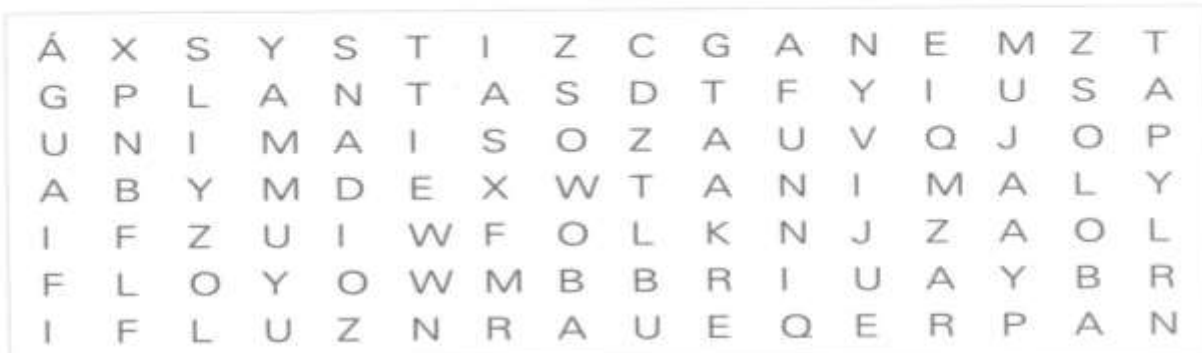 Á X S Y S T I Z C G A N E M Z T
G P L A N T A S D T F Y I U S A
U N I M A I S O Z A U V Q J O P
A B Y M D E X W T A N I M A L Y
I F Z U I W F O L K N J Z A O L
F L O Y O W M B B R I U A Y B R
I F L U Z N R A U E Q E R P A N